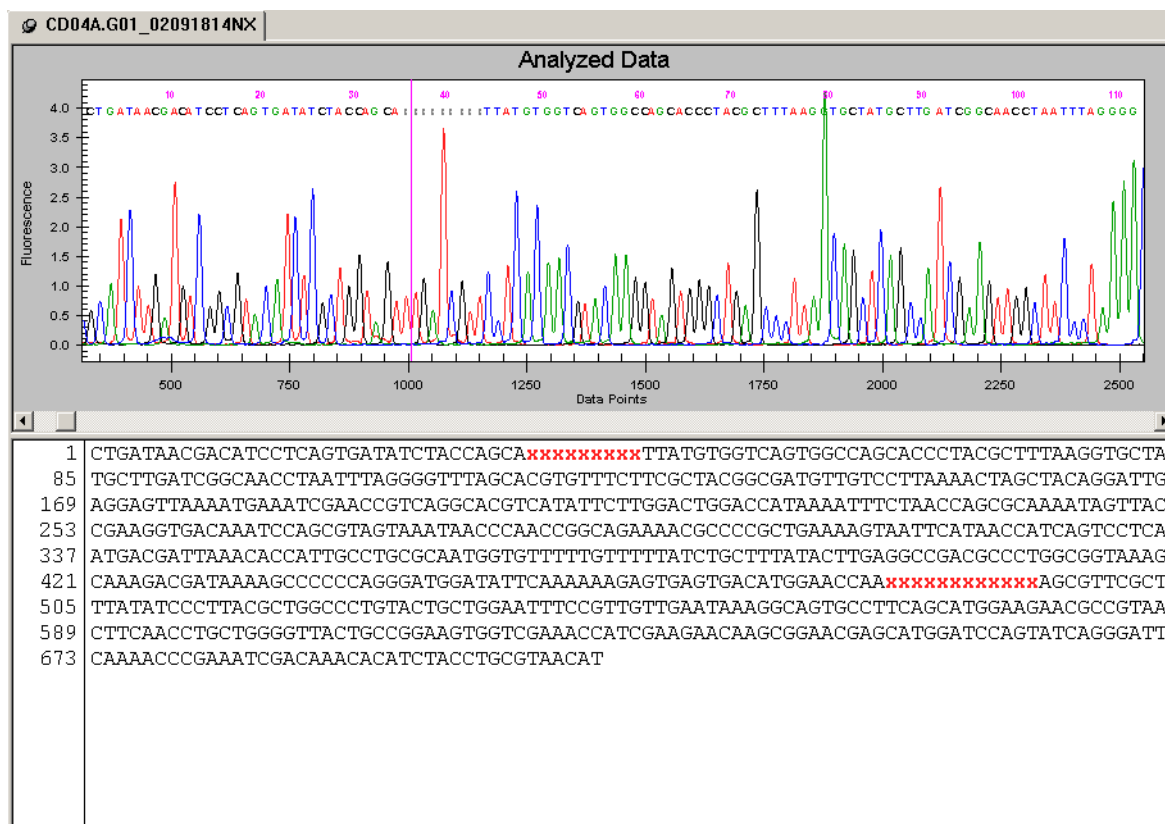 CD04A.G01_02091814NX
Analyzed Data
10 20 30 40 50 60 70 80 90 100 110
CTGATAACGACATCCTCAGTGATATCTACCAGCA TTATGTGGTCAGTGGCCAGCACCCTACGCTTTAAGGTGCTATGCTTGATCGGCAACCTAATTTAGGGG
4.0
3.5
3.0
2.5
2.0
1.5
1.0
0.5
0.0
Fluorescence
500 750 1000 1250 1500 1750 2000 2250 2500
Data Points
1 CTGATAACGACATCCTCAGTGATATCTACCAGCAxxxxxxxxxTTATGTGGTCAGTGGCCAGCACCCTACGCTTTAAGGTGCTA
85 TGCTTGATCGGCAACCTAATTTAGGGGTTTAGCACGTGTTTCTTCGCTACGGCGATGTTGTCCTTAAAACTAGCTACAGGATTG
169 AGGAGTTAAAATGAAATCGAACCGTCAGGCACGTCATATTCTTGGACTGGACCATAAAATTTCTAACCAGCGCAAAATAGTTAC
253 CGAAGGTGACAAATCCAGCGTAGTAAATAACCCAACCGGCAGAAAACGCCCCGCTGAAAAGTAATTCATAACCATCAGTCCTCA
337 ATGACGATTAAACACCATTGCCTGCGCAATGGTGTTTTTGTTTTTATCTGCTTTATACTTGAGGCCGACGCCCTGGCGGTAAAG
421 CAAAGACGATAAAAGCCCCCCAGGGATGGATATTCAAAAAAGAGTGAGTGACATGGAACCAAxxxxxxxxxxxxAGCGTTCGCT
505 TTATATCCCTTACGCTGGCCCTGTACTGCTGGAATTTCCGTTGTTGAATAAAGGCAGTGCCTTCAGCATGGAAGAACGCCGTAA
589 CTTCAACCTGCTGGGGTTACTGCCGGAAGTGGTCGAAACCATCGAAGAACAAGCGGAACGAGCATGGATCCAGTATCAGGGATT
673 CAAAACCCGAAATCGACAAACACATCTACCTGCGTAACAT